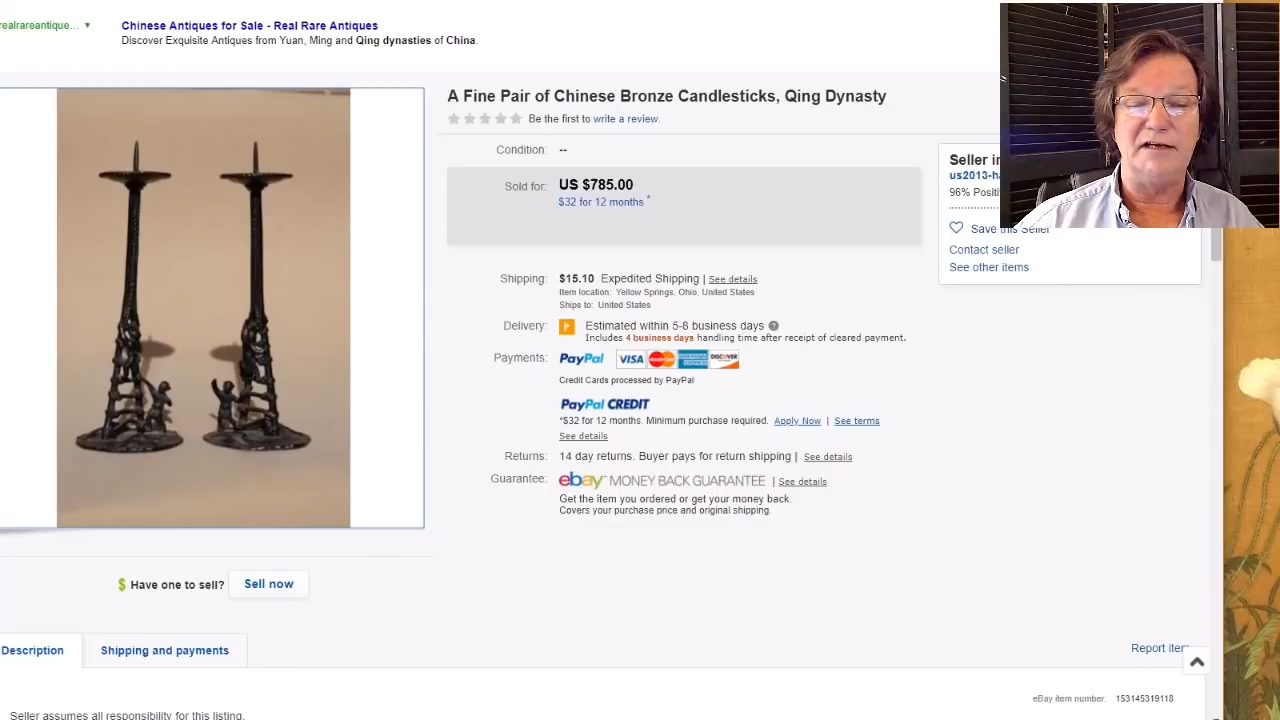 realrareantique... ▼
Chinese Antiques for Sale - Real Rare Antiques
Discover Exquisite Antiques from Yuan, Ming and Qing dynasties of China.
A Fine Pair of Chinese Bronze Candlesticks, Qing Dynasty
Be the first to write a review.
Condition: --
Sold for: US $785.00
$32 for 12 months *
Seller in
us2013-ha
96% Positi
Save this Seller
Contact seller
See other items
Shipping: $15.10 Expedited Shipping | See details
Item location: Yellow Springs, Ohio, United States
Ships to: United States
Delivery: Estimated within 5-8 business days ?
Includes 4 business days handling time after receipt of cleared payment.
Payments: PayPal VISA MasterCard AMERICAN EXPRESS DISCOVER
Credit Cards processed by PayPal
PayPal CREDIT
*$32 for 12 months. Minimum purchase required. Apply Now | See terms
See details
Returns: 14 day returns. Buyer pays for return shipping | See details
Guarantee: ebay MONEY BACK GUARANTEE | See details
Get the item you ordered or get your money back.
Covers your purchase price and original shipping.
$ Have one to sell? Sell now
Description
Shipping and payments
Report item
eBay item number: 153145319118
Seller assumes all responsibility for this listing.